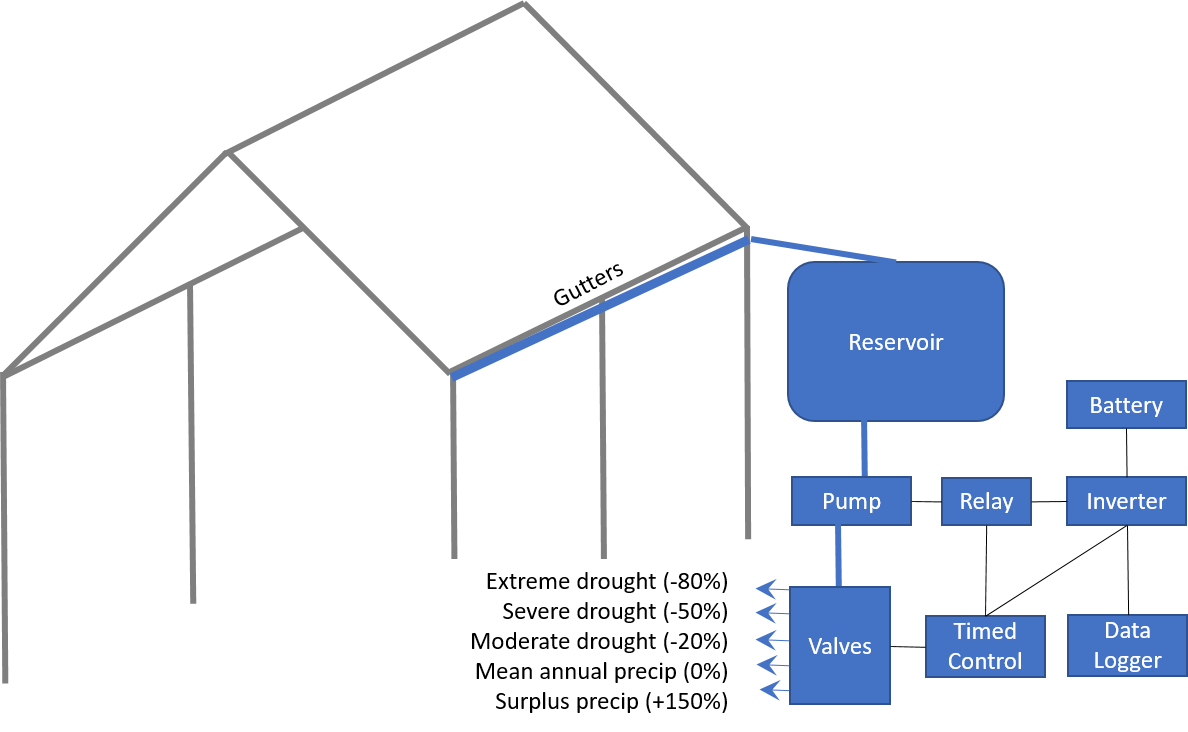 Gutters
Reservoir
Battery
Pump
Relay
Inverter
Extreme drought (-80%)
Severe drought (-50%)
Moderate drought (-20%)
Mean annual precip (0%)
Surplus precip (+150%)
Valves
Timed
Control
Data
Logger